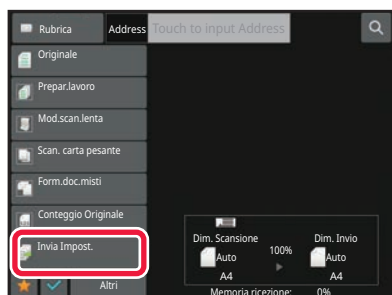 Rubrica Address Touch to input Address
Originale
Prepar.lavoro
Mod.scan.lenta
Scan. carta pesante
Form.doc.misti
Conteggio Originale
Invia Impost.
Altri
Dim. Scansione 100% Dim. Invio
Auto Auto
A4 A4
Memoria ricezione: 0%